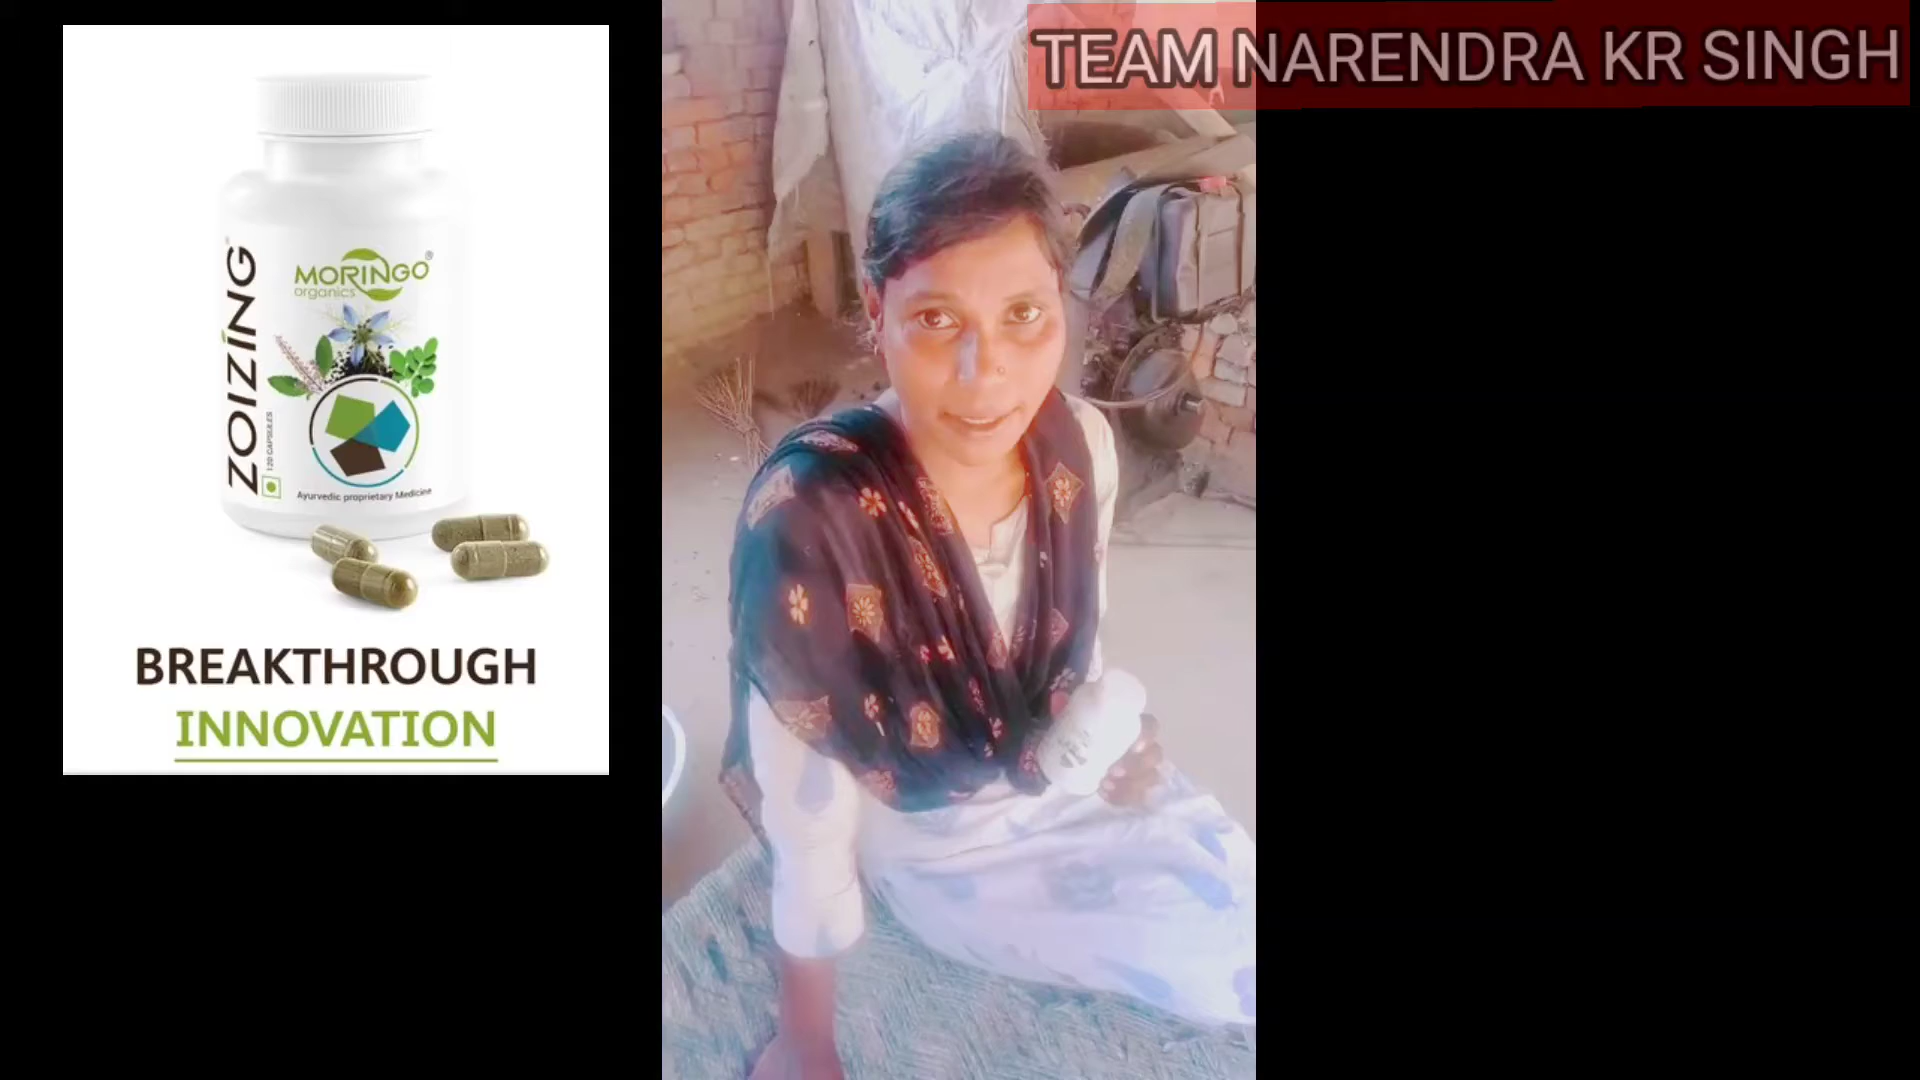 TEAM NARENDRA KR SINGH
ZOIZING
120 CAPSULES
MORINGO
organics
Ayurvedic proprietary Medicine
BREAKTHROUGH
INNOVATION